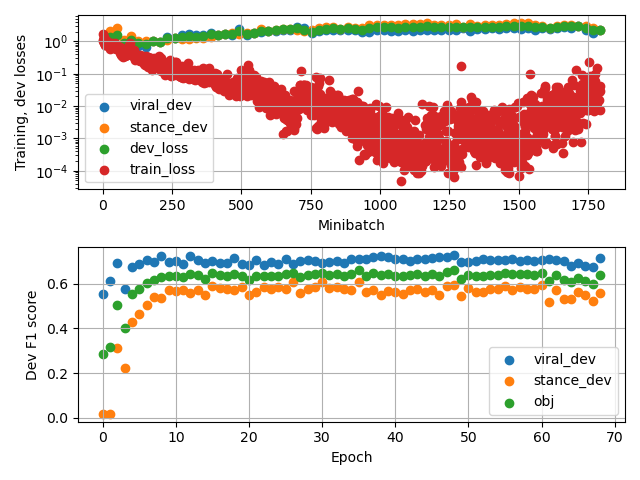 Training, dev losses
10⁰
10⁻¹
10⁻²
10⁻³
10⁻⁴
viral_dev
stance_dev
dev_loss
train_loss
0 250 500 750 1000 1250 1500 1750
Minibatch
Dev F1 score
0.6
0.4
0.2
0.0
viral_dev
stance_dev
obj
0 10 20 30 40 50 60 70
Epoch